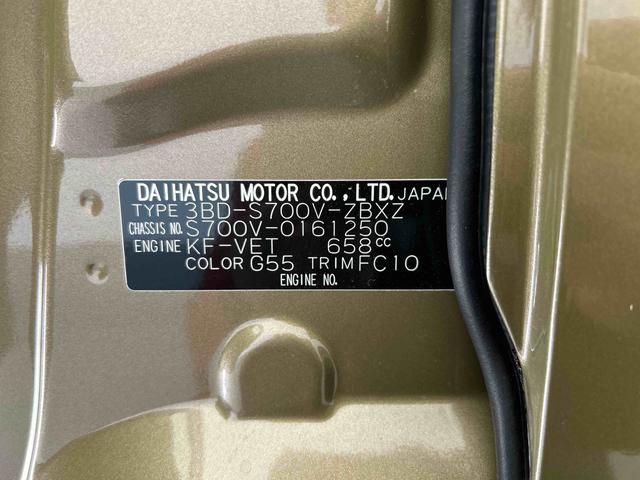 DAIHATSU MOTOR CO.,LTD. JAPAN
TYPE 3BD-S700V-ZBXZ
CHASSIS NO. S700V-0161250
ENGINE KF-VET 658cc
COLOR G55 TRIM FC10
ENGINE NO.